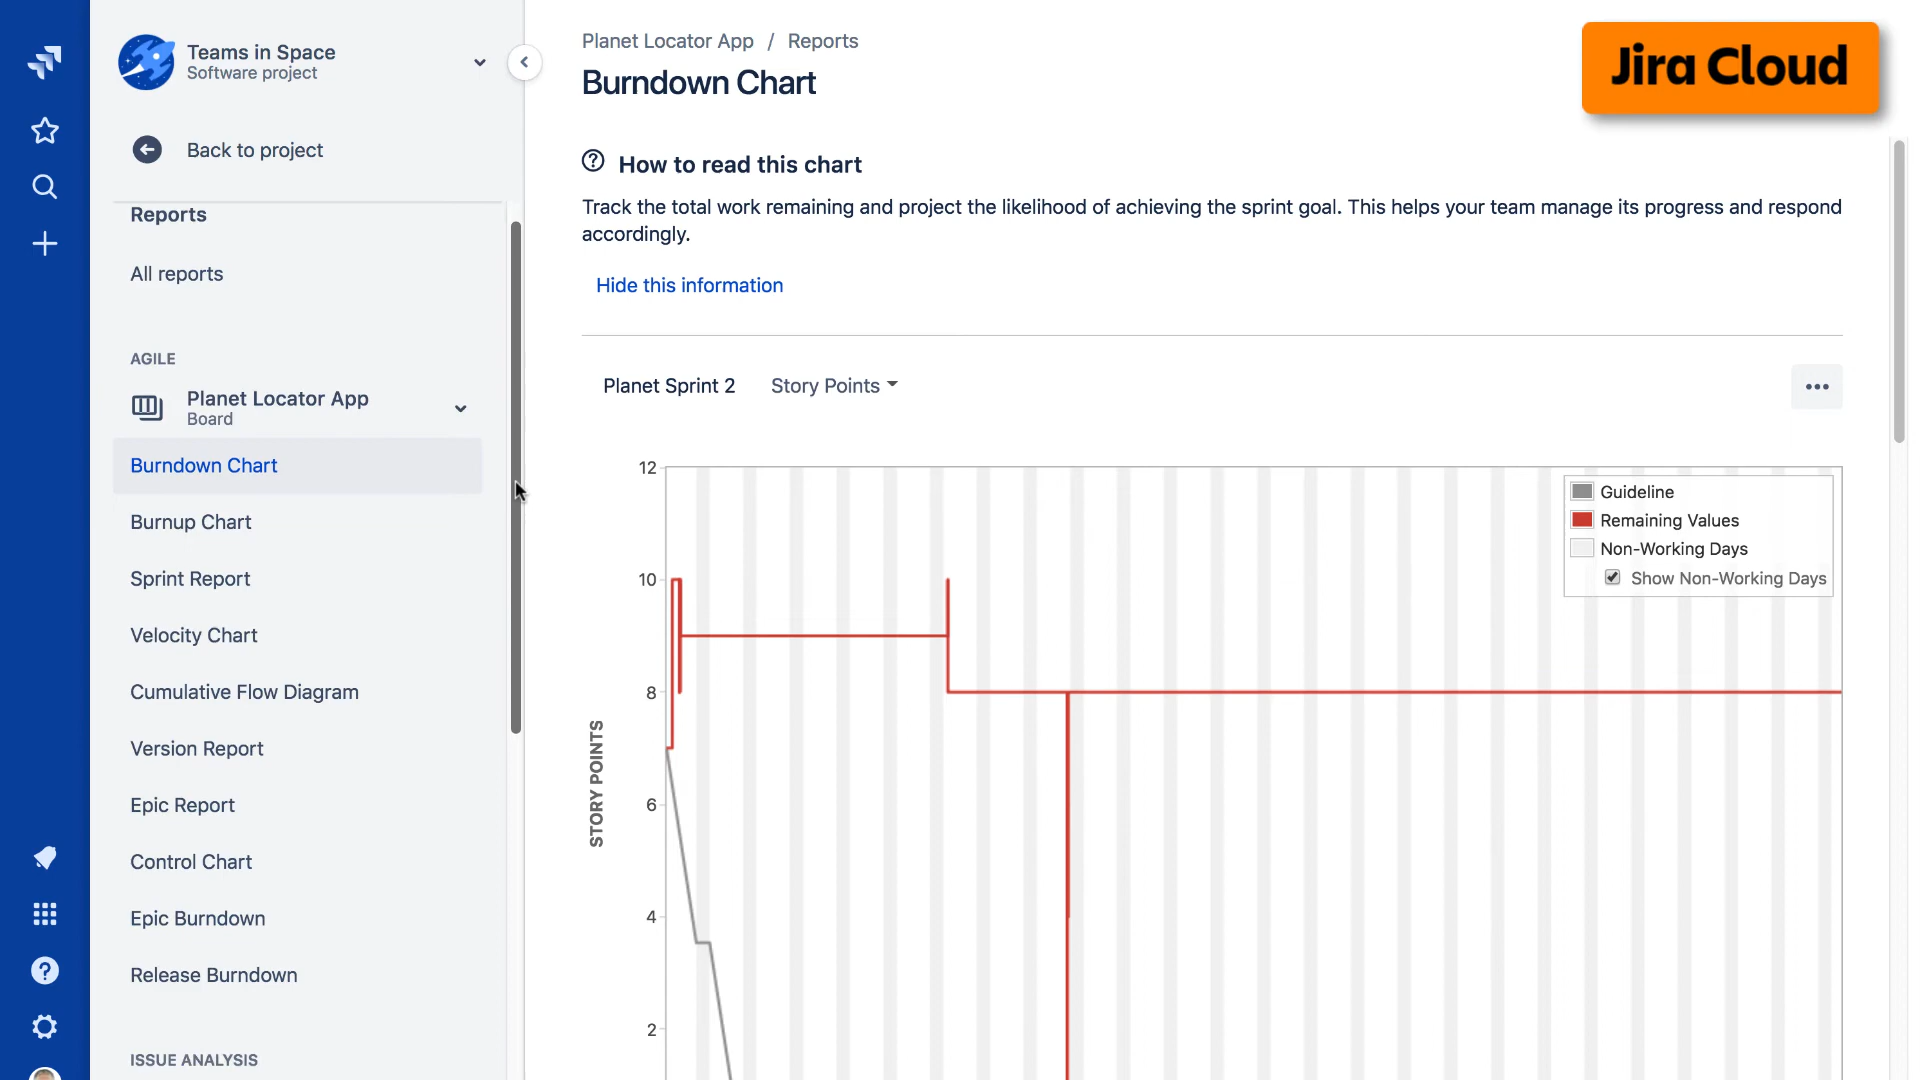 Teams in Space
Software project
Back to project
Reports
All reports
AGILE
Planet Locator App
Board
Burndown Chart
Burnup Chart
Sprint Report
Velocity Chart
Cumulative Flow Diagram
Version Report
Epic Report
Control Chart
Epic Burndown
Release Burndown
ISSUE ANALYSIS
Planet Locator App / Reports
Burndown Chart
Jira Cloud
How to read this chart
Track the total work remaining and project the likelihood of achieving the sprint goal. This helps your team manage its progress and respond
accordingly.
Hide this information
Planet Sprint 2 Story Points
12
10
8
6
4
2
STORY POINTS
Guideline
Remaining Values
Non-Working Days
Show Non-Working Days